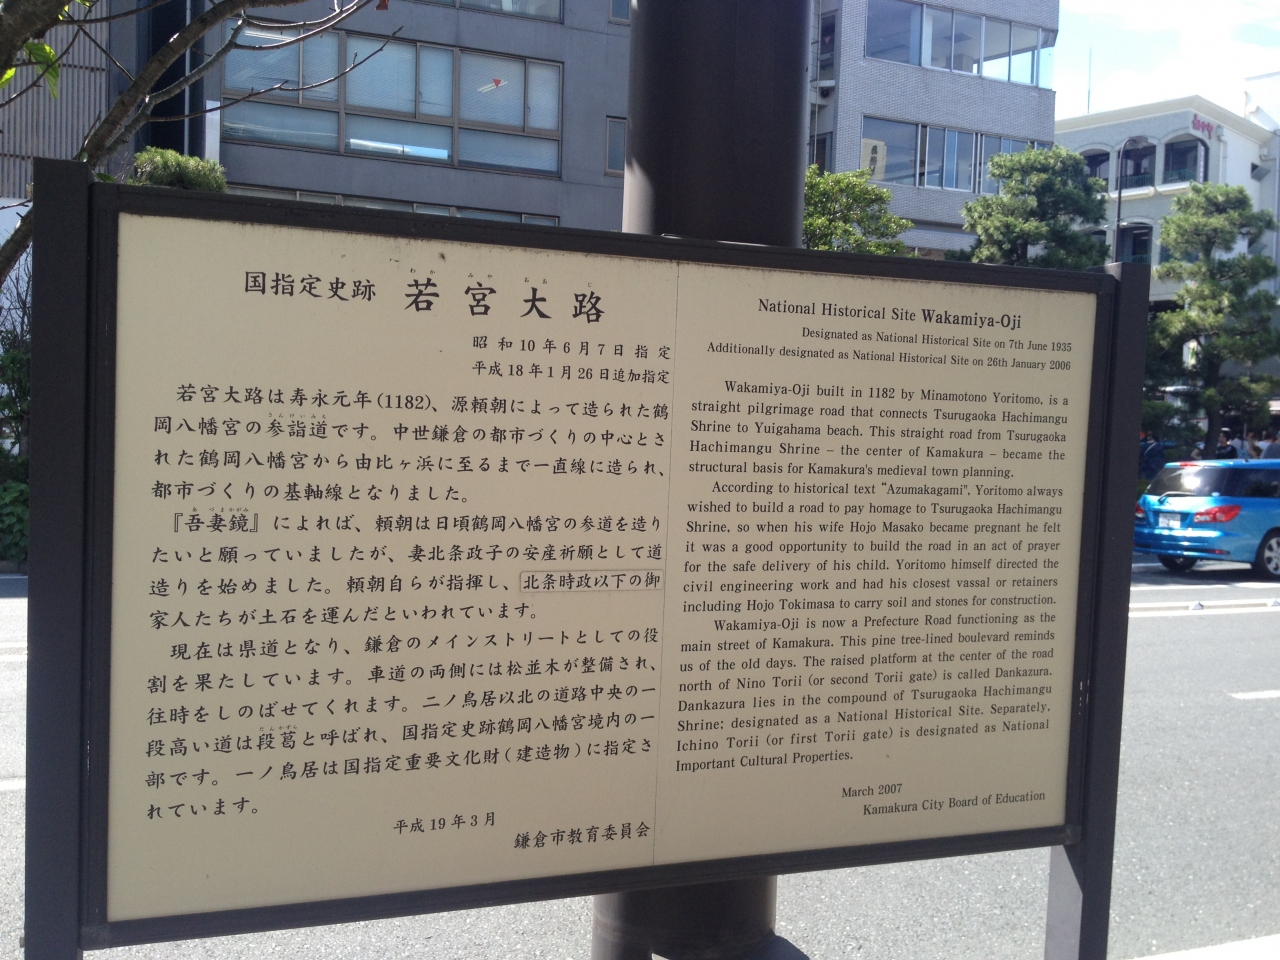 国指定史跡 若宮大路
わか みや おお じ
昭和10年6月7日指定
平成18年1月26日追加指定
若宮大路は寿永元年(1182)、源頼朝によって造られた鶴
岡八幡宮の参詣道です。中世鎌倉の都市づくりの中心とさ
さんけいみち
れた鶴岡八幡宮から由比ヶ浜に至るまで一直線に造られ、
都市づくりの基軸線となりました。
『吾妻鏡』によれば、頼朝は日頃鶴岡八幡宮の参道を造り
あづまかがみ
たいと願っていましたが、妻北条政子の安産祈願として道
造りを始めました。頼朝自らが指揮し、北条時政以下の御
家人たちが土石を運んだといわれています。
現在は県道となり、鎌倉のメインストリートとしての役
割を果たしています。車道の両側には松並木が整備され、
往時をしのばせてくれます。二ノ鳥居以北の道路中央の一
段高い道は段葛と呼ばれ、国指定史跡鶴岡八幡宮境内の一
だんかずら
部です。一ノ鳥居は国指定重要文化財(建造物)に指定さ
れています。
平成19年3月
鎌倉市教育委員会
National Historical Site Wakamiya-Oji
Designated as National Historical Site on 7th June 1935
Additionally designated as National Historical Site on 26th January 2006
Wakamiya-Oji built in 1182 by Minamotono Yoritomo, is a
straight pilgrimage road that connects Tsurugaoka Hachimangu
Shrine to Yuigahama beach. This straight road from Tsurugaoka
Hachimangu Shrine – the center of Kamakura – became the
structural basis for Kamakura's medieval town planning.
According to historical text "Azumakagami", Yoritomo always
wished to build a road to pay homage to Tsurugaoka Hachimangu
Shrine, so when his wife Hojo Masako became pregnant he felt
it was a good opportunity to build the road in an act of prayer
for the safe delivery of his child. Yoritomo himself directed the
civil engineering work and had his closest vassal or retainers
including Hojo Tokimasa to carry soil and stones for construction.
Wakamiya-Oji is now a Prefecture Road functioning as the
main street of Kamakura. This pine tree-lined boulevard reminds
us of the old days. The raised platform at the center of the road
north of Nino Torii (or second Torii gate) is called Dankazura.
Dankazura lies in the compound of Tsurugaoka Hachimangu
Shrine; designated as a National Historical Site. Separately,
Ichino Torii (or first Torii gate) is designated as National
Important Cultural Properties.
March 2007
Kamakura City Board of Education